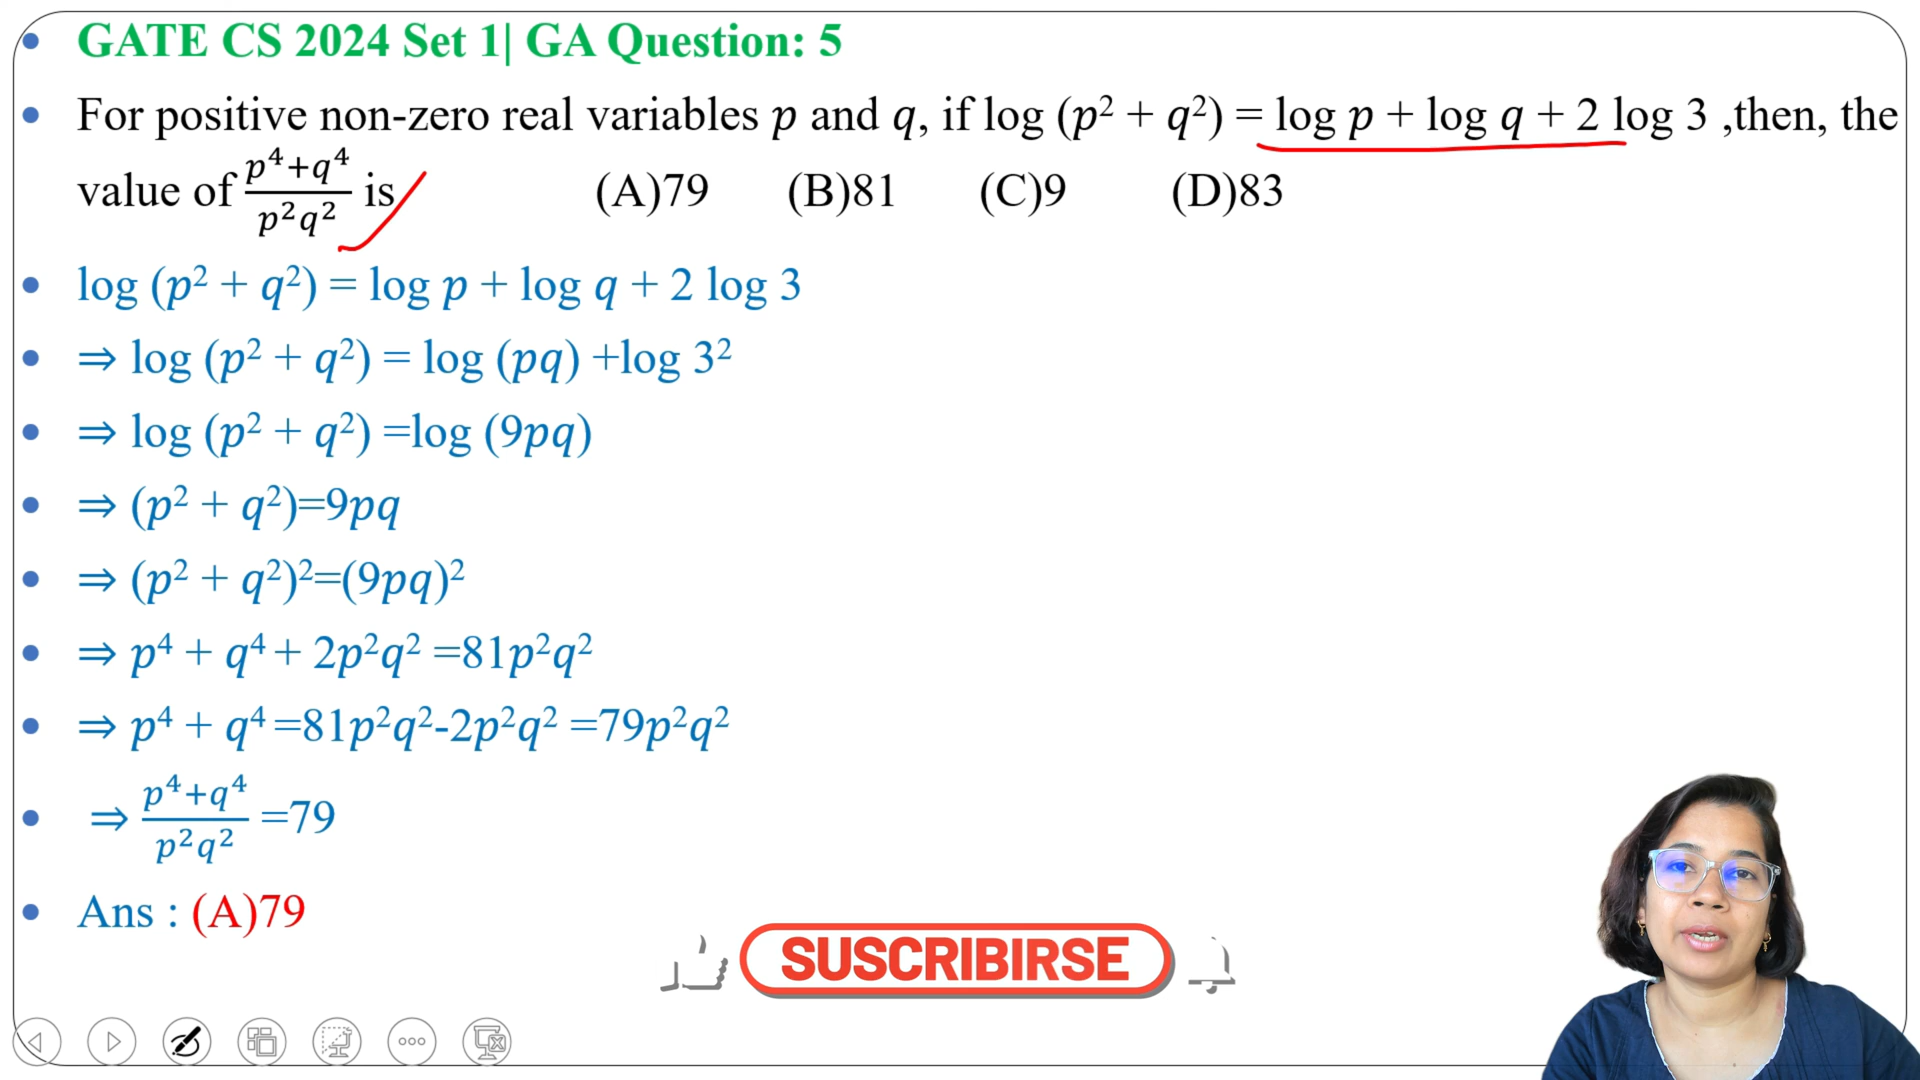 GATE CS 2024 Set 1| GA Question: 5
For positive non-zero real variables p and q, if log (p² + q²) = log p + log q + 2 log 3 ,then, the
value of (p⁴+q⁴)/(p²q²) is (A)79 (B)81 (C)9 (D)83
log (p² + q²) = log p + log q + 2 log 3
⇒ log (p² + q²) = log (pq) +log 3²
⇒ log (p² + q²) =log (9pq)
⇒ (p² + q²)=9pq
⇒ (p² + q²)²=(9pq)²
⇒ p⁴ + q⁴ + 2p²q² =81p²q²
⇒ p⁴ + q⁴ =81p²q²-2p²q² =79p²q²
⇒ (p⁴+q⁴)/(p²q²) =79
Ans : (A)79
SUSCRIBIRSE